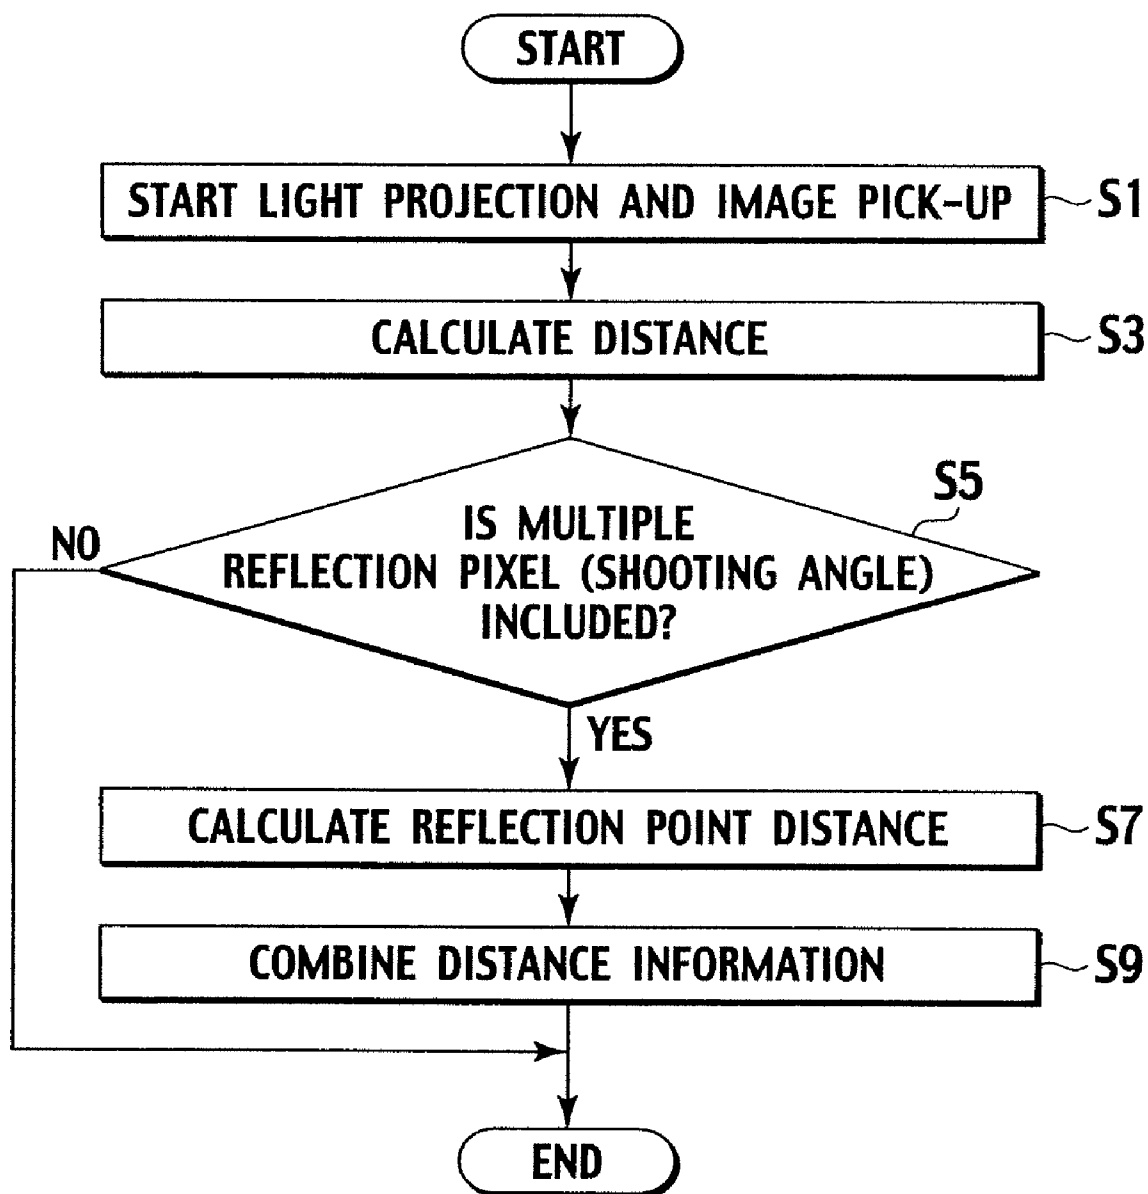 START
START LIGHT PROJECTION AND IMAGE PICK-UP
S1
CALCULATE DISTANCE
S3
S5
IS MULTIPLE
REFLECTION PIXEL (SHOOTING ANGLE)
INCLUDED?
NO
YES
CALCULATE REFLECTION POINT DISTANCE
S7
COMBINE DISTANCE INFORMATION
S9
END